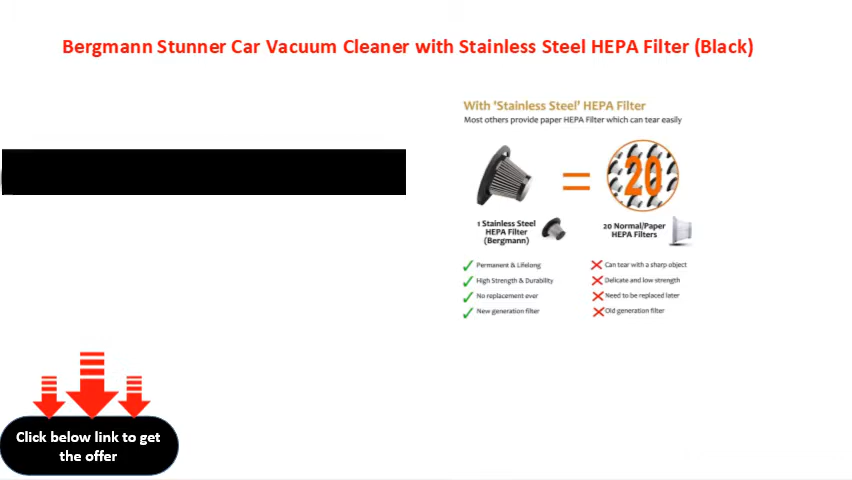 Bergmann Stunner Car Vacuum Cleaner with Stainless Steel HEPA Filter (Black)
With 'Stainless Steel' HEPA Filter
Most others provide paper HEPA Filter which can tear easily
=
20
1 Stainless Steel
HEPA Filter
(Bergmann)
20 Normal/Paper
HEPA Filters
Permanent & Lifelong
High Strength & Durability
No replacement ever
New generation filter
Can tear with a sharp object
Delicate and low strength
Need to be replaced later
Old generation filter
Click below link to get
the offer